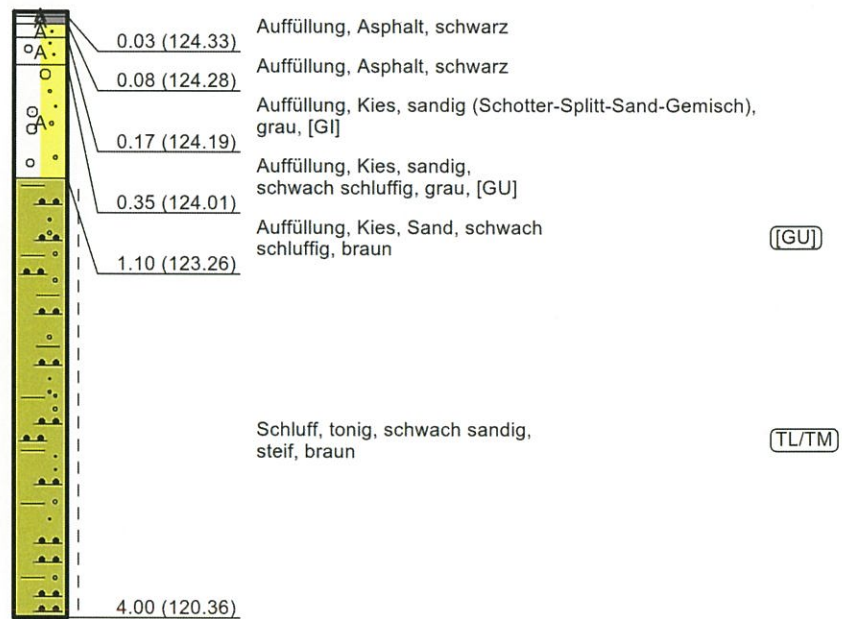 Auffüllung, Asphalt, schwarz
0.03 (124.33)
Auffüllung, Asphalt, schwarz
0.08 (124.28)
Auffüllung, Kies, sandig (Schotter-Splitt-Sand-Gemisch),
grau, [GI]
0.17 (124.19)
Auffüllung, Kies, sandig,
schwach schluffig, grau, [GU]
0.35 (124.01)
Auffüllung, Kies, Sand, schwach
schluffig, braun
[GU]
1.10 (123.26)
A
A
A
A
A
Schluff, tonig, schwach sandig,
steif, braun
TL/TM
4.00 (120.36)